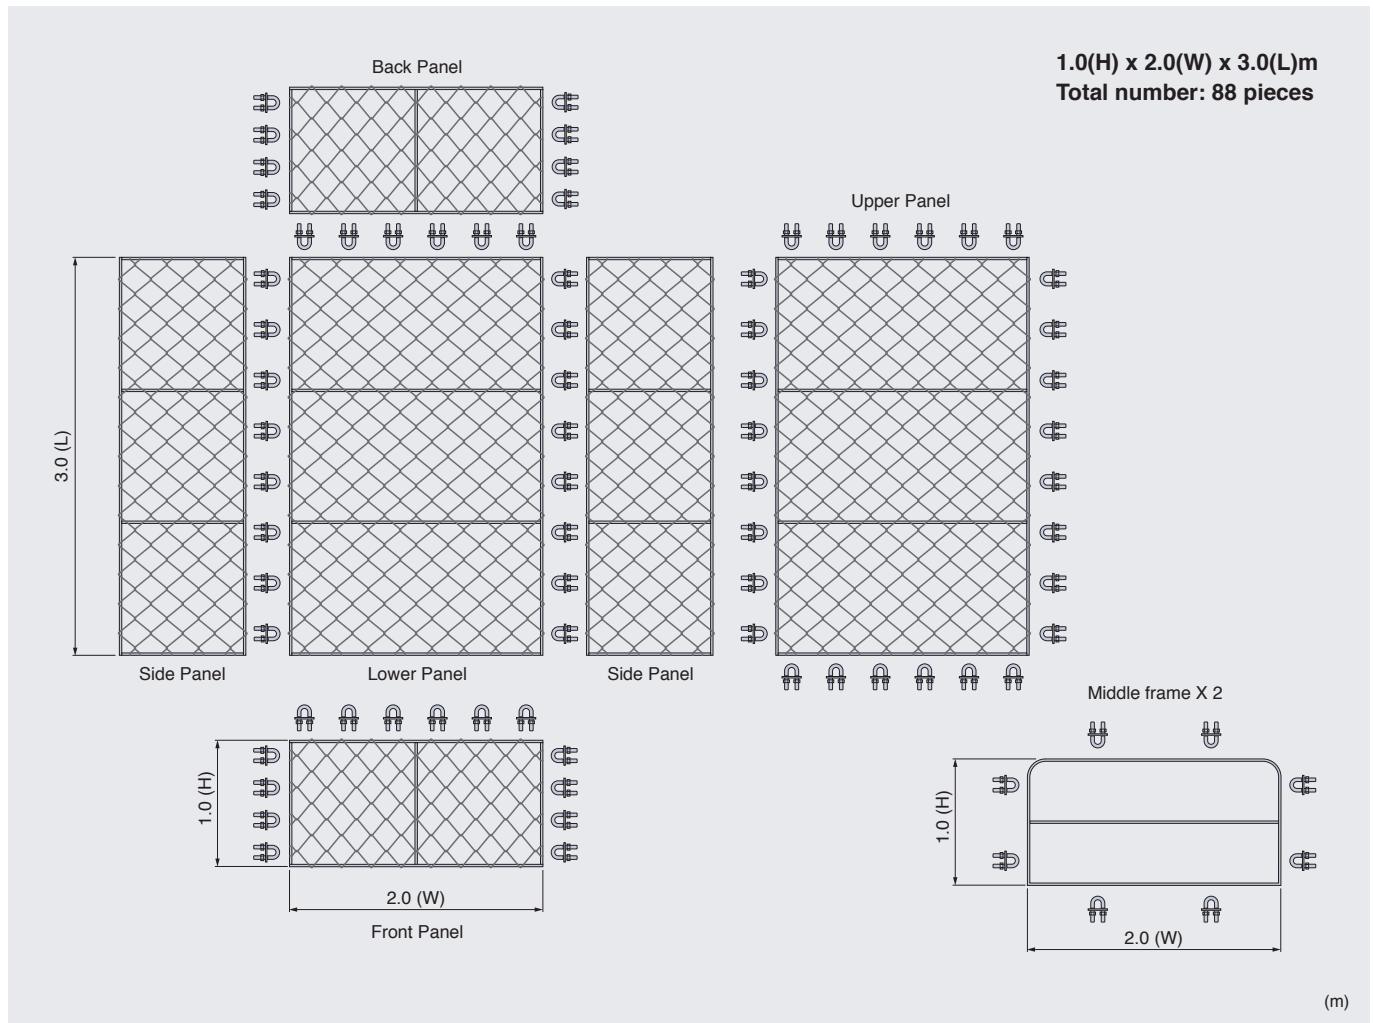 1.0(H) x 2.0(W) x 3.0(L)m
Total number: 88 pieces
Back Panel
Upper Panel
3.0 (L)
Side Panel
Lower Panel
Side Panel
Middle frame X 2
1.0 (H)
1.0 (H)
2.0 (W)
Front Panel
2.0 (W)
(m)